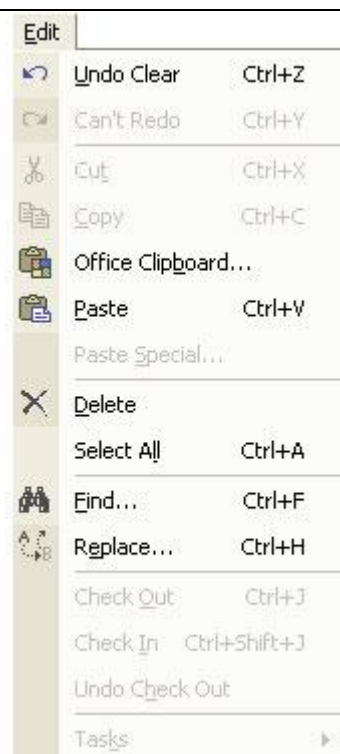 Edit
Undo Clear Ctrl+Z
Can't Redo Ctrl+Y
Cut Ctrl+X
Copy Ctrl+C
Office Clipboard...
Paste Ctrl+V
Paste Special...
Delete
Select All Ctrl+A
Find... Ctrl+F
Replace... Ctrl+H
Check Out Ctrl+J
Check In Ctrl+Shift+J
Undo Check Out
Tasks